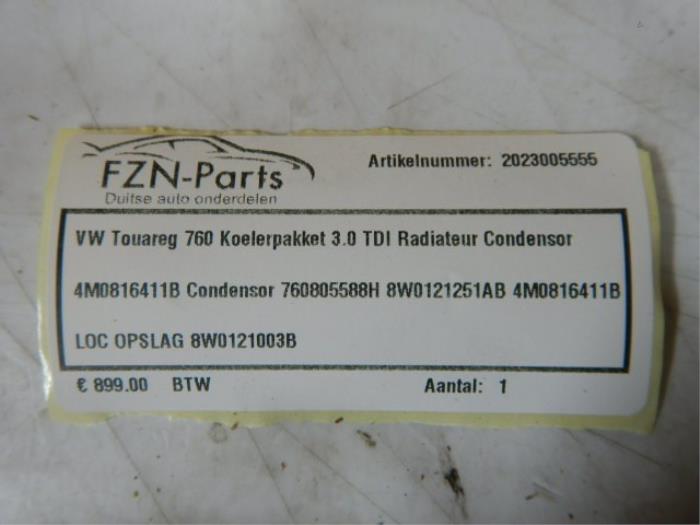 FZN-Parts
Duitse auto onderdelen
Artikelnummer: 2023005555
VW Touareg 760 Koelerpakket 3.0 TDI Radiateur Condensor
4M0816411B Condensor 760805588H 8W0121251AB 4M0816411B
LOC OPSLAG 8W0121003B
€ 899.00 BTW
Aantal: 1